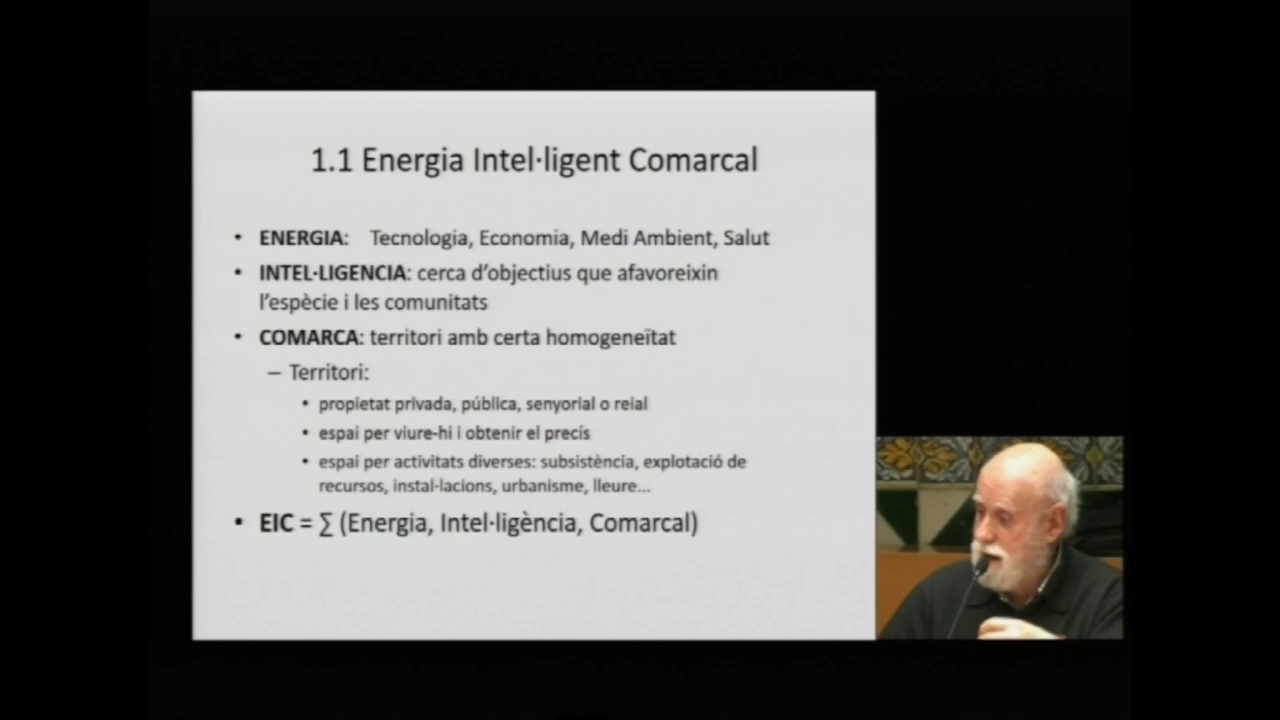 1.1 Energia Intel·ligent Comarcal
• ENERGIA: Tecnologia, Economia, Medi Ambient, Salut
• INTEL·LIGENCIA: cerca d'objectius que afavoreixin
l'espècie i les comunitats
• COMARCA: territori amb certa homogeneïtat
– Territori:
• propietat privada, pública, senyorial o reial
• espai per viure-hi i obtenir el precís
• espai per activitats diverses: subsistència, explotació de
recursos, instal·lacions, urbanisme, lleure...
• EIC = ∑ (Energia, Intel·ligència, Comarcal)